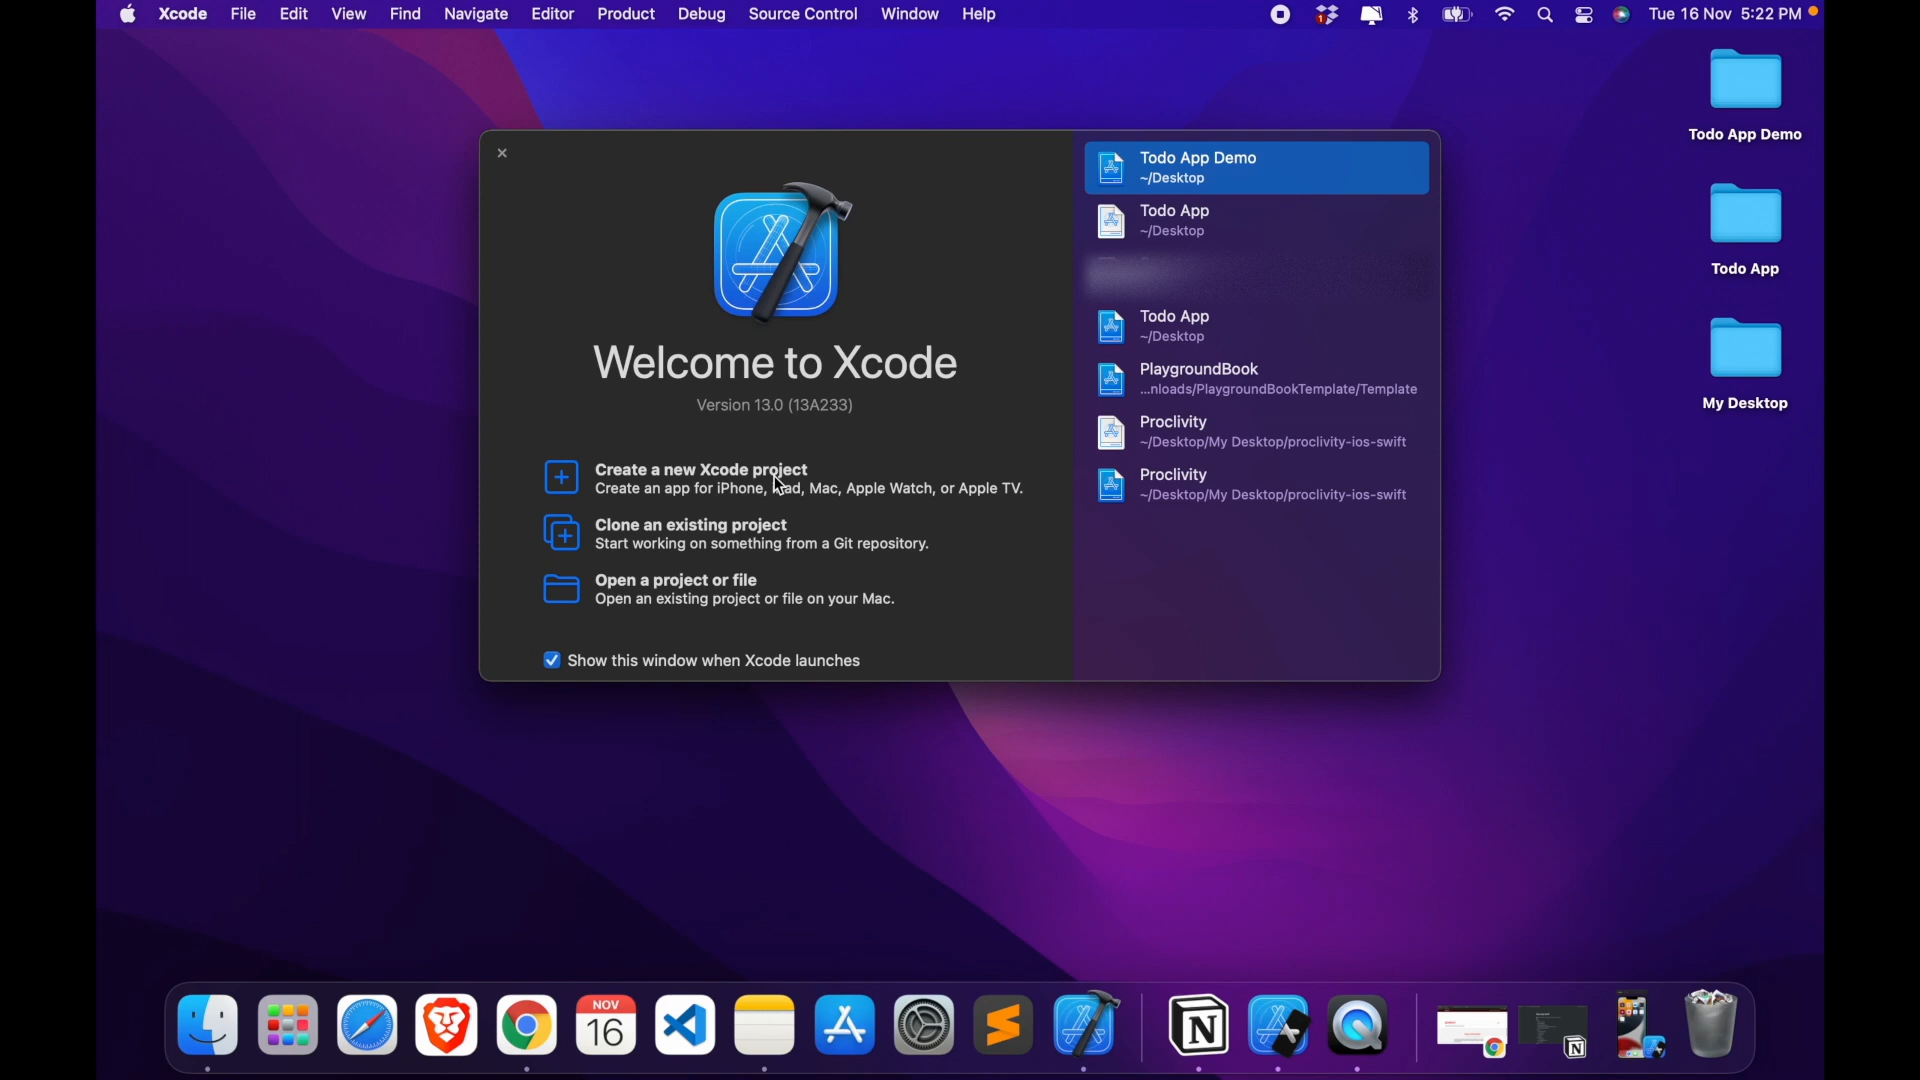 Xcode File Edit View Find Navigate Editor Product Debug Source Control Window Help
1
Tue 16 Nov 5:22 PM
Todo App Demo
Todo App
My Desktop
Welcome to Xcode
Version 13.0 (13A233)
Create a new Xcode project
Create an app for iPhone, ad, Mac, Apple Watch, or Apple TV.
Clone an existing project
Start working on something from a Git repository.
Open a project or file
Open an existing project or file on your Mac.
Show this window when Xcode launches
Todo App Demo
~/Desktop
Todo App
~/Desktop
Todo App
~/Desktop
PlaygroundBook
...nloads/PlaygroundBookTemplate/Template
Proclivity
~/Desktop/My Desktop/proclivity-ios-swift
Proclivity
~/Desktop/My Desktop/proclivity-ios-swift
NOV
16